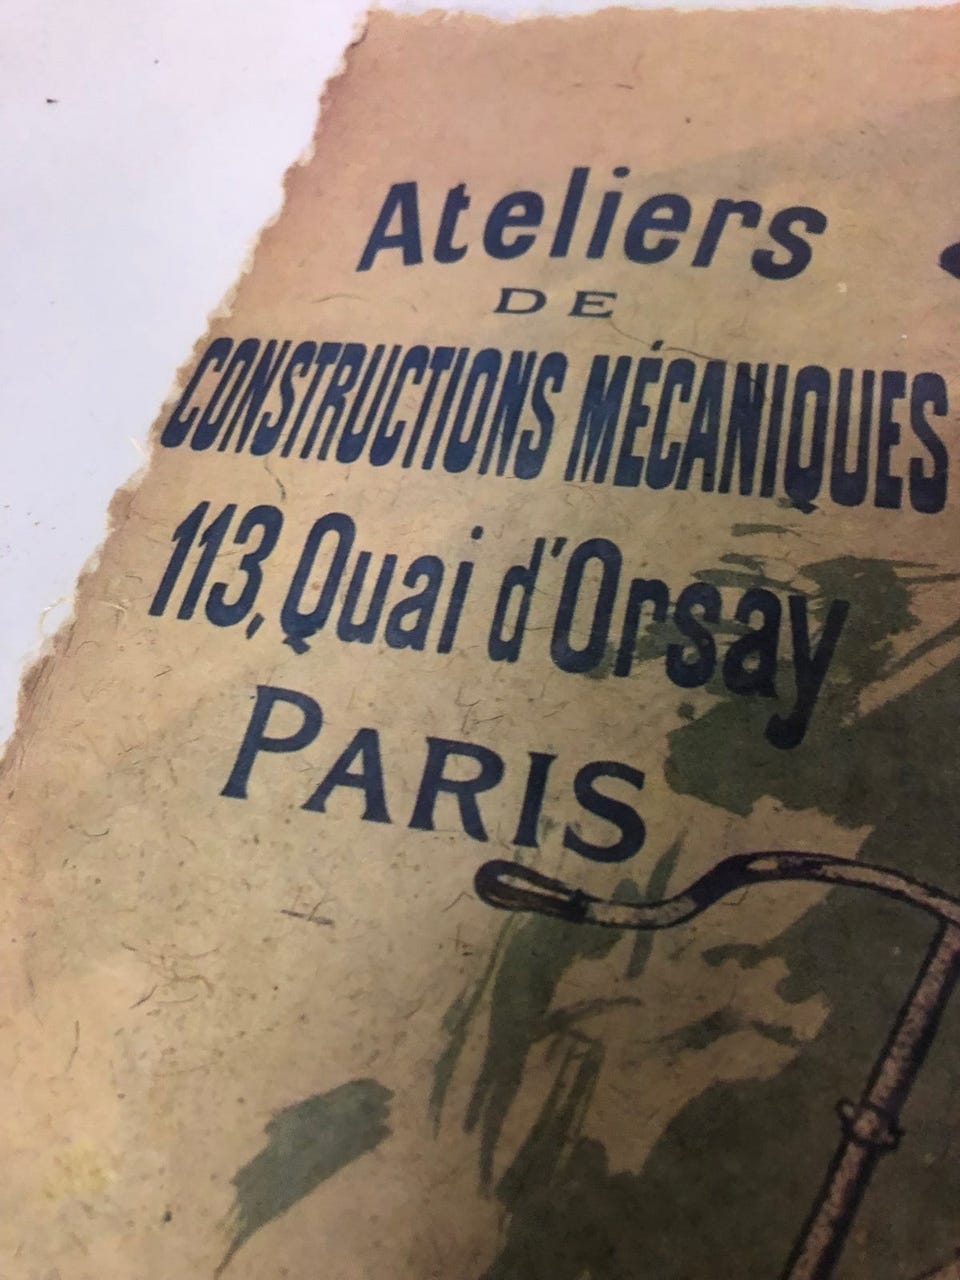 Ateliers
DE
CONSTRUCTIONS MÉCANIQUES
113, Quai d'Orsay
PARIS